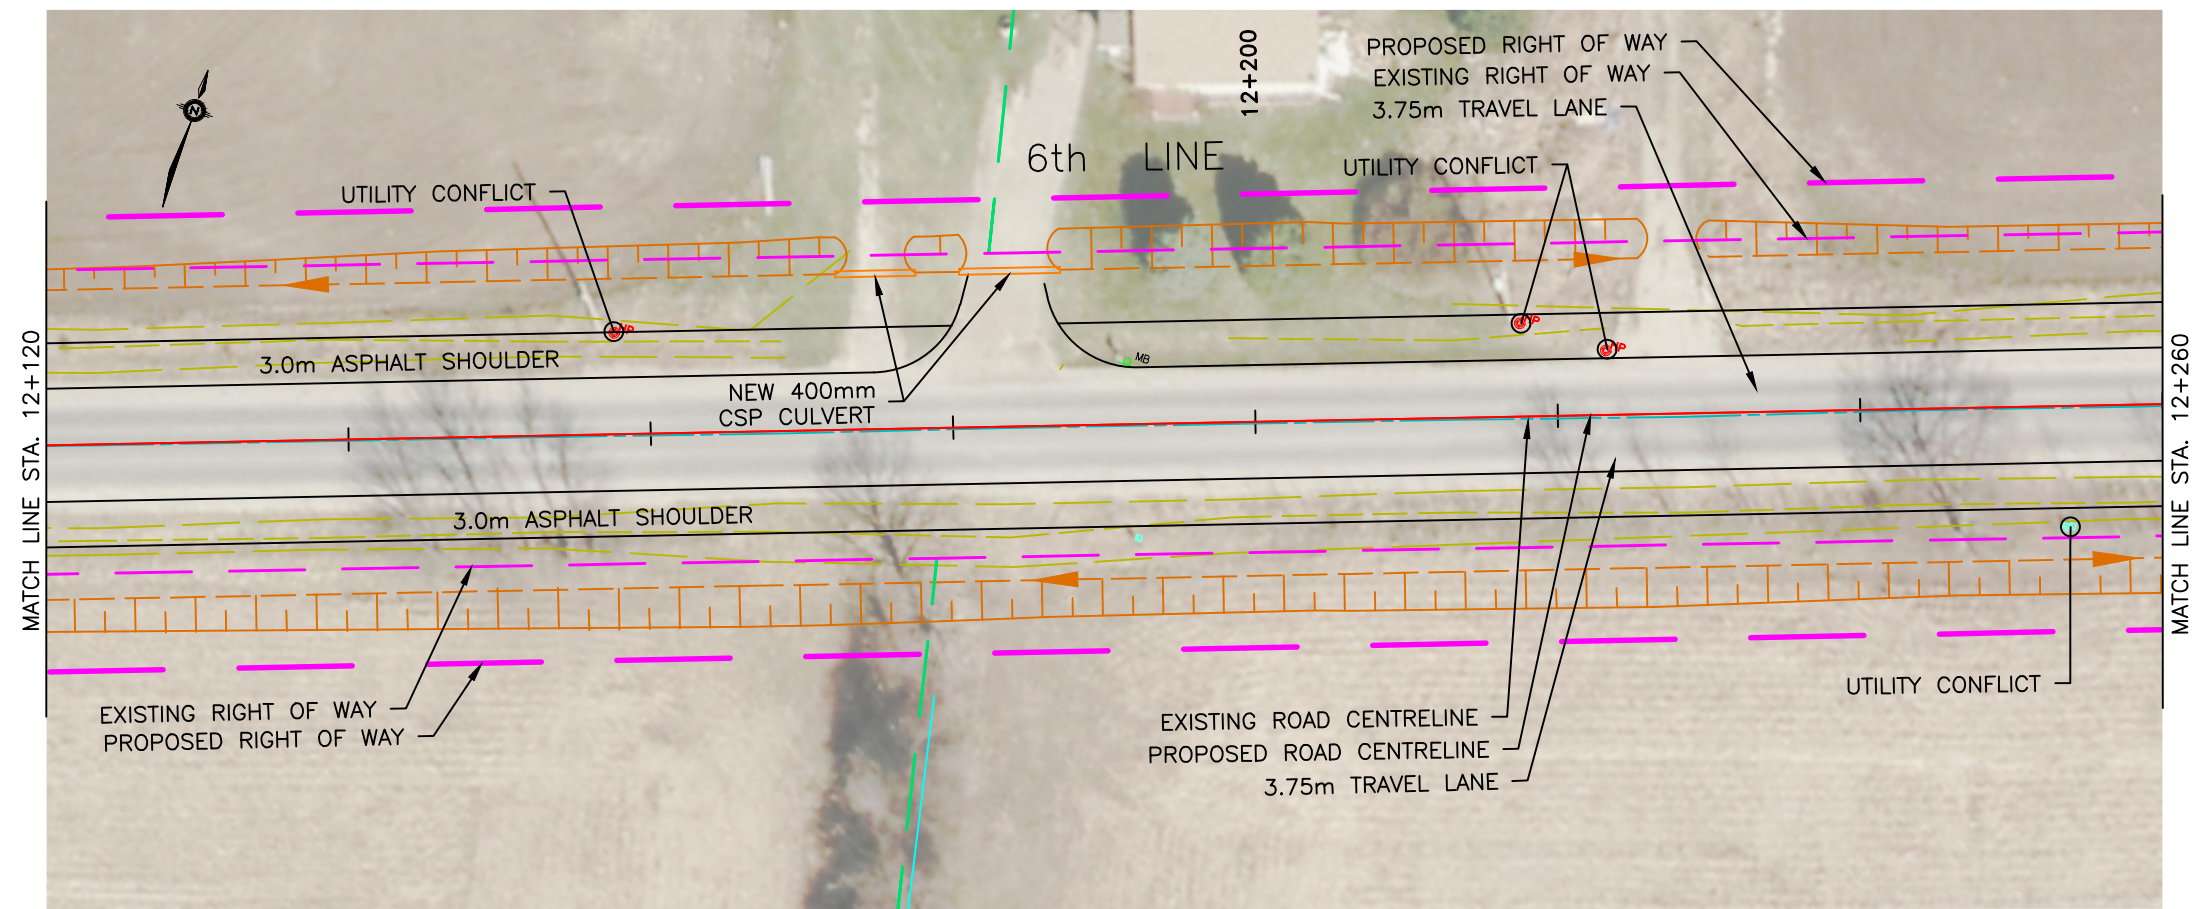 12+200
PROPOSED RIGHT OF WAY
EXISTING RIGHT OF WAY
3.75m TRAVEL LANE
N
6th LINE
UTILITY CONFLICT
UTILITY CONFLICT
MATCH LINE STA. 12+120
3.0m ASPHALT SHOULDER
MB
NEW 400mm
CSP CULVERT
MATCH LINE STA. 12+260
3.0m ASPHALT SHOULDER
UTILITY CONFLICT
EXISTING RIGHT OF WAY
PROPOSED RIGHT OF WAY
EXISTING ROAD CENTRELINE
PROPOSED ROAD CENTRELINE
3.75m TRAVEL LANE